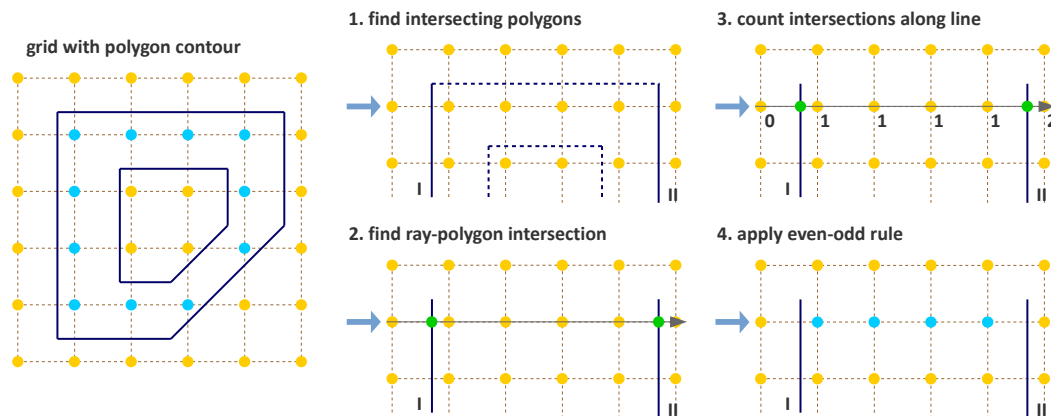 grid with polygon contour
1. find intersecting polygons
I
II
2. find ray-polygon intersection
I
II
3. count intersections along line
0 1 1 1 1 2
I
II
4. apply even-odd rule
I
II